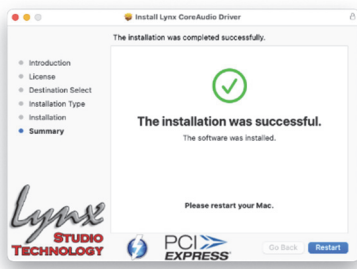 Install Lynx CoreAudio Driver
The installation was completed successfully.
Introduction
License
Destination Select
Installation Type
Installation
Summary
The installation was successful.
The software was installed.
Please restart your Mac.
Lynx
STUDIO
TECHNOLOGY
PCI
EXPRESS
Go Back
Restart